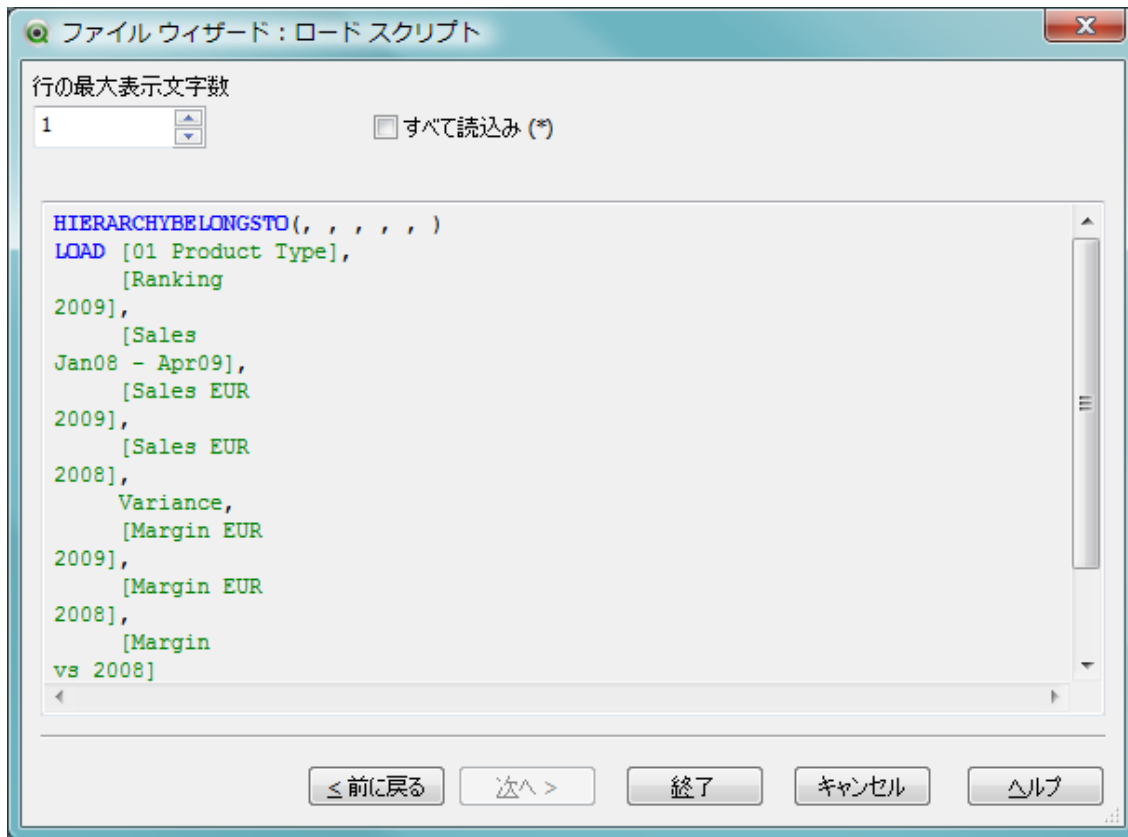 ファイル ウィザード：ロード スクリプト
行の最大表示文字数
1
すべて読込み (*)
HIERARCHYBELONGSTO(, , , , , )
LOAD [01 Product Type],
[Ranking
2009],
[Sales
Jan08 - Apr09],
[Sales EUR
2009],
[Sales EUR
2008],
Variance,
[Margin EUR
2009],
[Margin EUR
2008],
[Margin
vs 2008]
< 前に戻る
次へ >
終了
キャンセル
ヘルプ